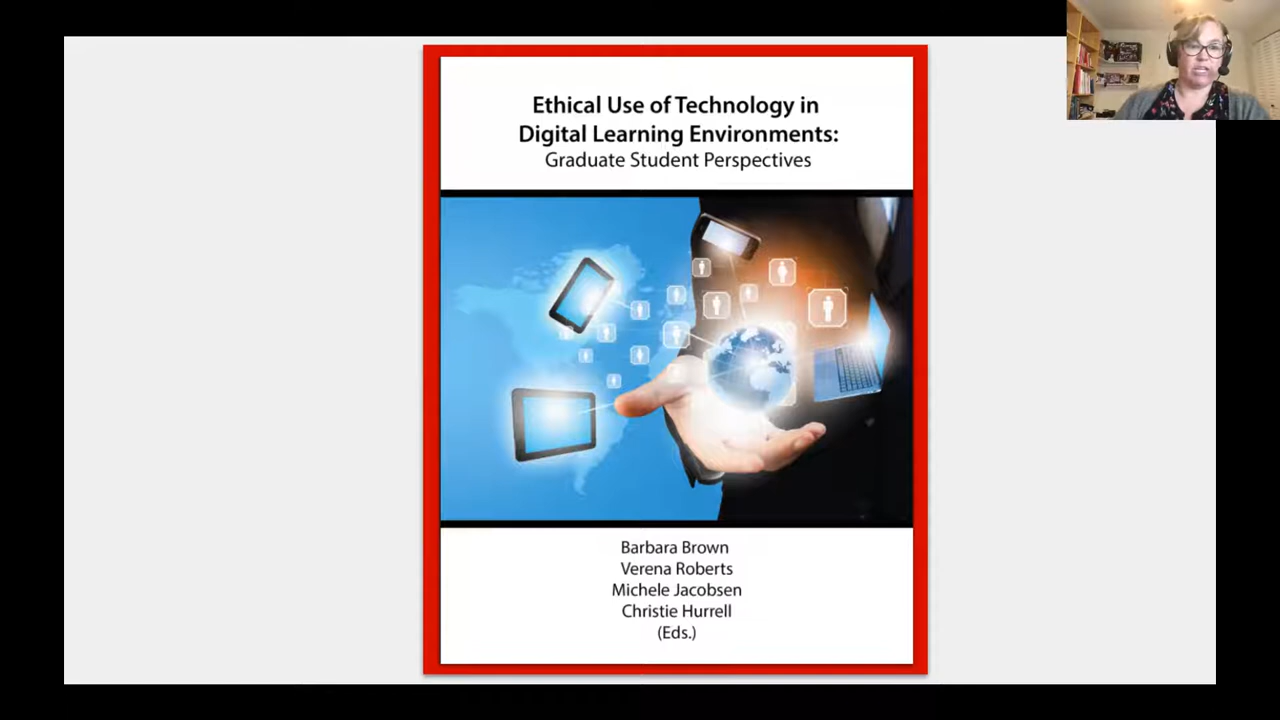 Ethical Use of Technology in
Digital Learning Environments:
Graduate Student Perspectives
Barbara Brown
Verena Roberts
Michele Jacobsen
Christie Hurrell
(Eds.)